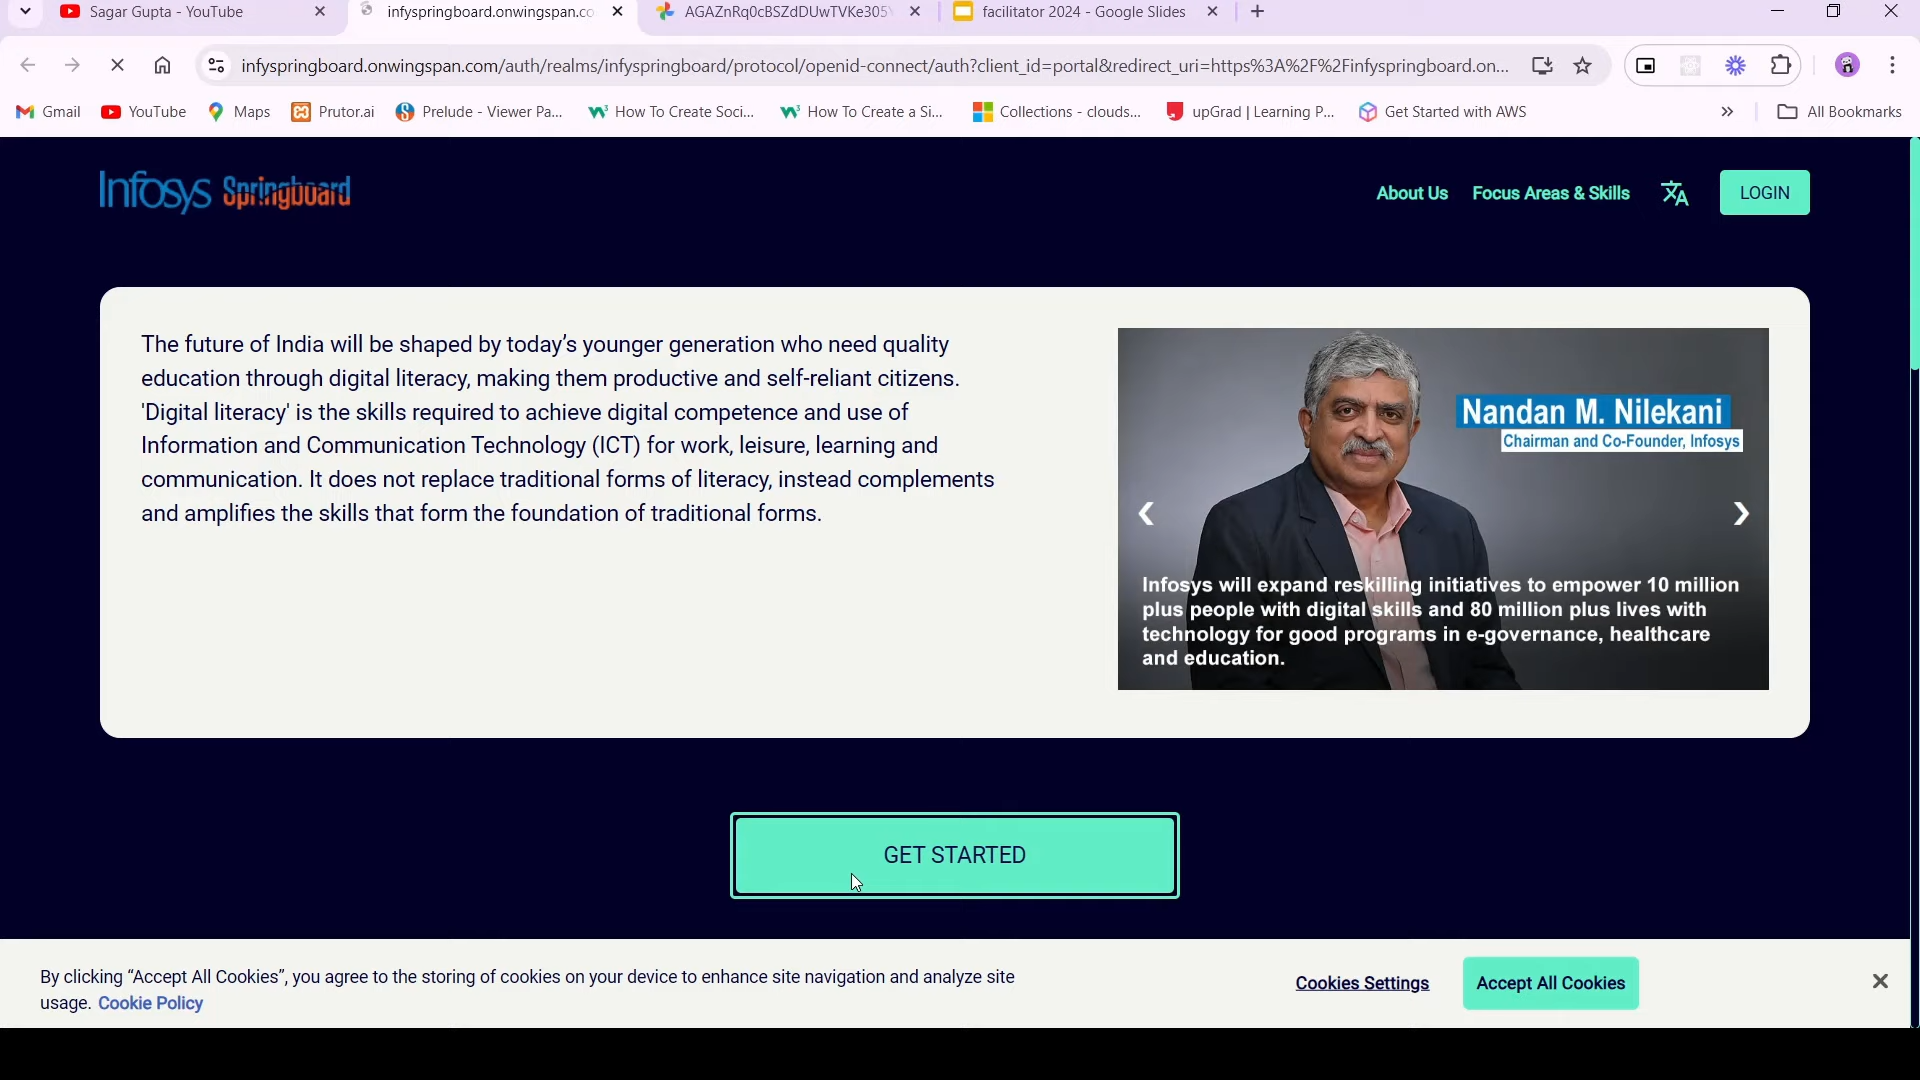 Sagar Gupta - YouTube
infyspringboard.onwingspan.co
AGAZnRq0cBSZdDUwTVKe305
facilitator 2024 - Google Slides
infyspringboard.onwingspan.com/auth/realms/infyspringboard/protocol/openid-connect/auth?client_id=portal&redirect_uri=https%3A%2F%2Finfyspringboard.on...
Gmail
YouTube
Maps
Prutor.ai
Prelude - Viewer Pa...
How To Create Soci...
How To Create a Si...
Collections - clouds...
upGrad | Learning P...
Get Started with AWS
All Bookmarks
Infosys Springboard
About Us
Focus Areas & Skills
LOGIN
The future of India will be shaped by today’s younger generation who need quality
education through digital literacy, making them productive and self-reliant citizens.
'Digital literacy' is the skills required to achieve digital competence and use of
Information and Communication Technology (ICT) for work, leisure, learning and
communication. It does not replace traditional forms of literacy, instead complements
and amplifies the skills that form the foundation of traditional forms.
Nandan M. Nilekani
Chairman and Co-Founder, Infosys
Infosys will expand reskilling initiatives to empower 10 million
plus people with digital skills and 80 million plus lives with
technology for good programs in e-governance, healthcare
and education.
GET STARTED
By clicking “Accept All Cookies”, you agree to the storing of cookies on your device to enhance site navigation and analyze site
usage. Cookie Policy
Cookies Settings
Accept All Cookies